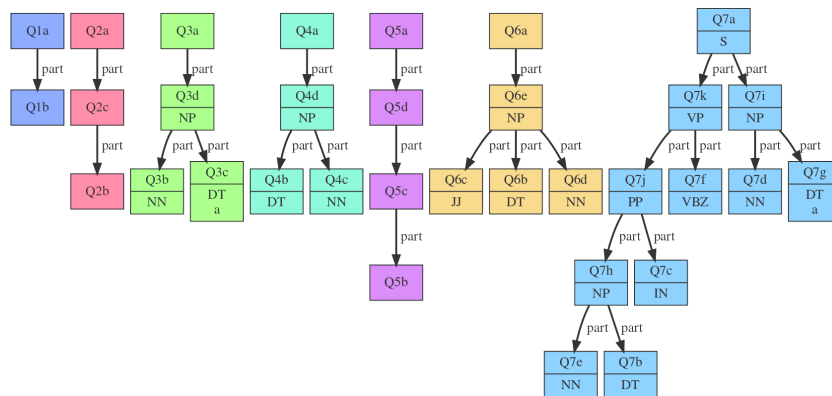 Q1a
part
Q1b
Q2a
part
Q2c
part
Q2b
Q3a
part
Q3d
NP
part
part
Q3b
NN
Q3c
DT
a
Q4a
part
Q4d
NP
part
part
Q4b
DT
Q4c
NN
Q5a
part
Q5d
part
Q5c
part
Q5b
Q6a
part
Q6e
NP
part
part
part
Q6c
JJ
Q6b
DT
Q6d
NN
Q7a
S
part
part
Q7k
VP
Q7i
NP
part
part
part
part
Q7j
PP
Q7f
VBZ
Q7d
NN
Q7g
DT
a
part
part
Q7h
NP
Q7c
IN
part
part
Q7e
NN
Q7b
DT